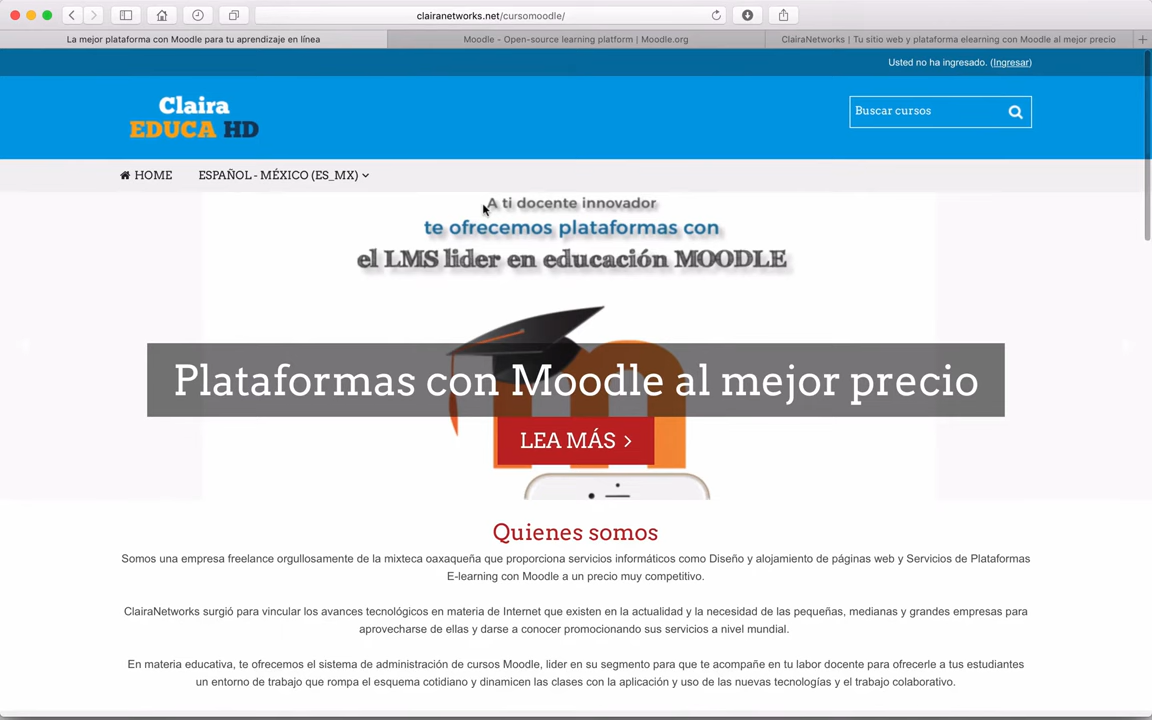 clairanetworks.net/cursomoodle/
La mejor plataforma con Moodle para tu aprendizaje en línea
Moodle - Open-source learning platform | Moodle.org
ClairaNetworks | Tu sitio web y plataforma elearning con Moodle al mejor precio
Usted no ha ingresado. (Ingresar)
Claira
EDUCA HD
Buscar cursos
HOME
ESPAÑOL - MÉXICO (ES_MX)
A ti docente innovador
te ofrecemos plataformas con
el LMS lider en educación MOODLE
Plataformas con Moodle al mejor precio
LEA MÁS
Quienes somos
Somos una empresa freelance orgullosamente de la mixteca oaxaqueña que proporciona servicios informáticos como Diseño y alojamiento de páginas web y Servicios de Plataformas
E-learning con Moodle a un precio muy competitivo.
ClairaNetworks surgió para vincular los avances tecnológicos en materia de Internet que existen en la actualidad y la necesidad de las pequeñas, medianas y grandes empresas para
aprovecharse de ellas y darse a conocer promocionando sus servicios a nivel mundial.
En materia educativa, te ofrecemos el sistema de administración de cursos Moodle, lider en su segmento para que te acompañe en tu labor docente para ofrecerle a tus estudiantes
un entorno de trabajo que rompa el esquema cotidiano y dinamicen las clases con la aplicación y uso de las nuevas tecnologías y el trabajo colaborativo.